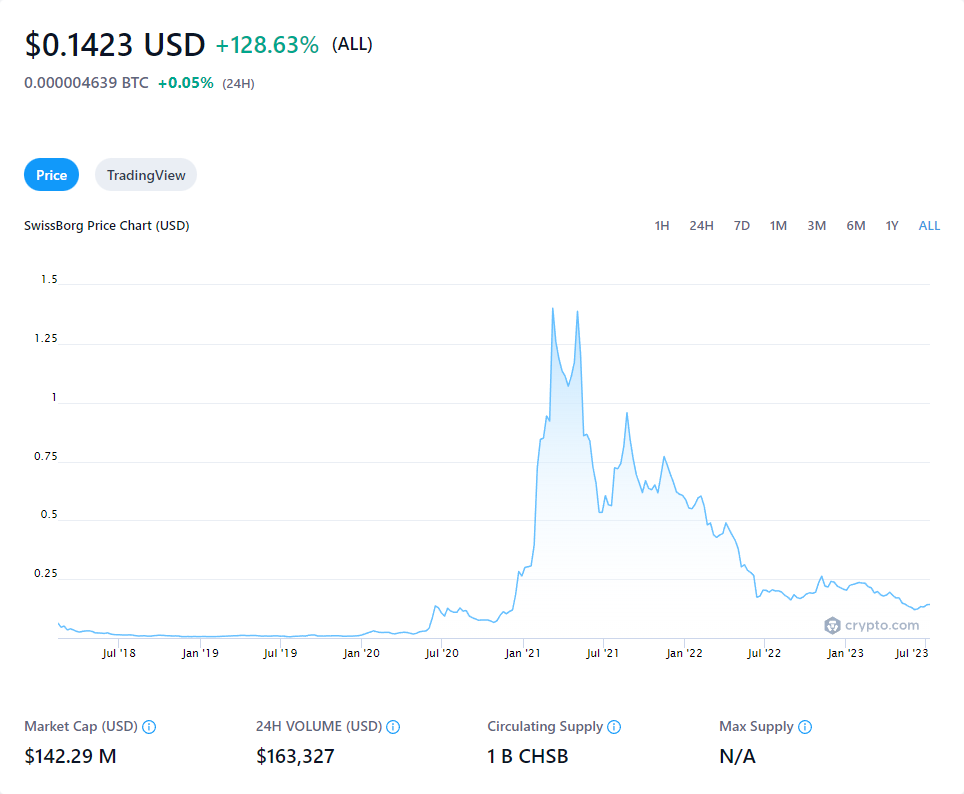 $0.1423 USD +128.63% (ALL)
0.000004639 BTC +0.05% (24H)
Price TradingView
SwissBorg Price Chart (USD) 1H 24H 7D 1M 3M 6M 1Y ALL
1.5
1.25
1
0.75
0.5
0.25
crypto.com
Jul '18 Jan '19 Jul '19 Jan '20 Jul '20 Jan '21 Jul '21 Jan '22 Jul '22 Jan '23 Jul '23
Market Cap (USD) 24H VOLUME (USD) Circulating Supply Max Supply
$142.29 M $163,327 1 B CHSB N/A